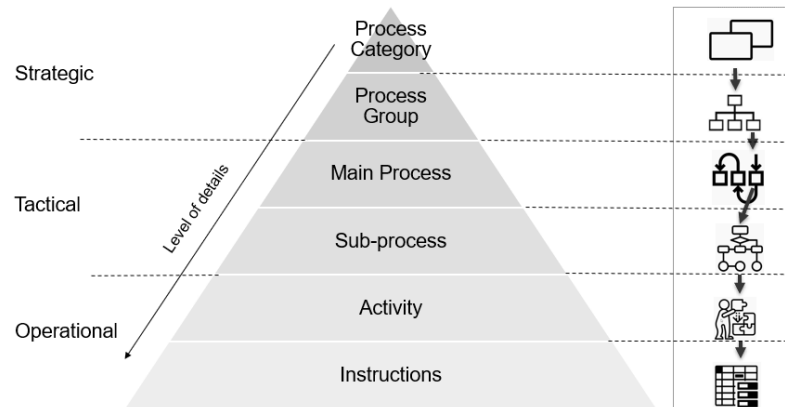 Process
Category
Strategic
Process
Group
Level of details
Main Process
Tactical
Sub-process
Activity
Operational
Instructions